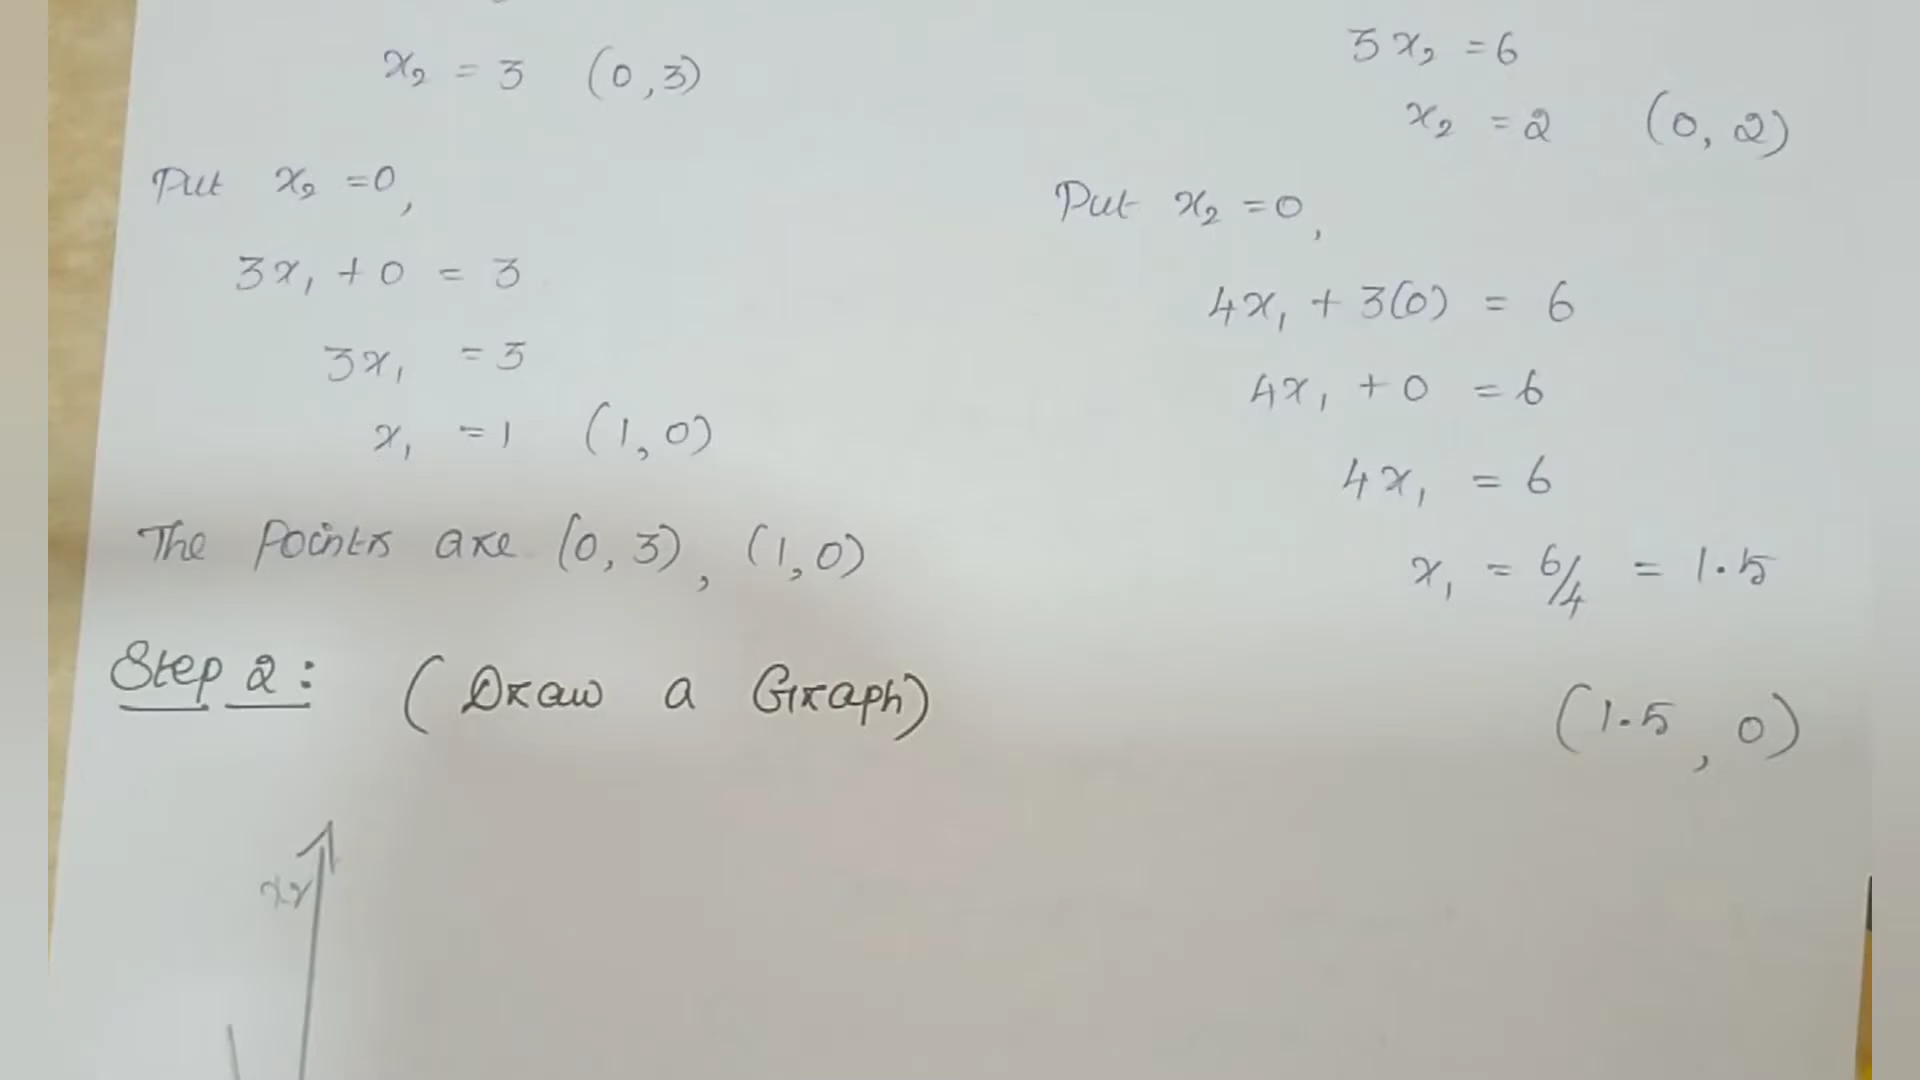 x₂ = 3 (0,3)
Put x₂ = 0,
3x₁ + 0 = 3
3x₁ = 3
x₁ = 1 (1,0)
The Points are (0,3), (1,0)
Step 2: (Draw a Graph)
3x₂ = 6
x₂ = 2 (0, 2)
Put x₂ = 0,
4x₁ + 3(0) = 6
4x₁ + 0 = 6
4x₁ = 6
x₁ = 6/4 = 1.5
(1.5, 0)